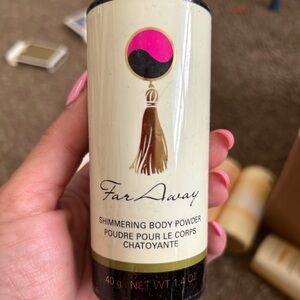 Far Away
SHIMMERING BODY POWDER
POUDRE POUR LE CORPS
CHATOYANTE
40 g NET WT 1.4 OZ